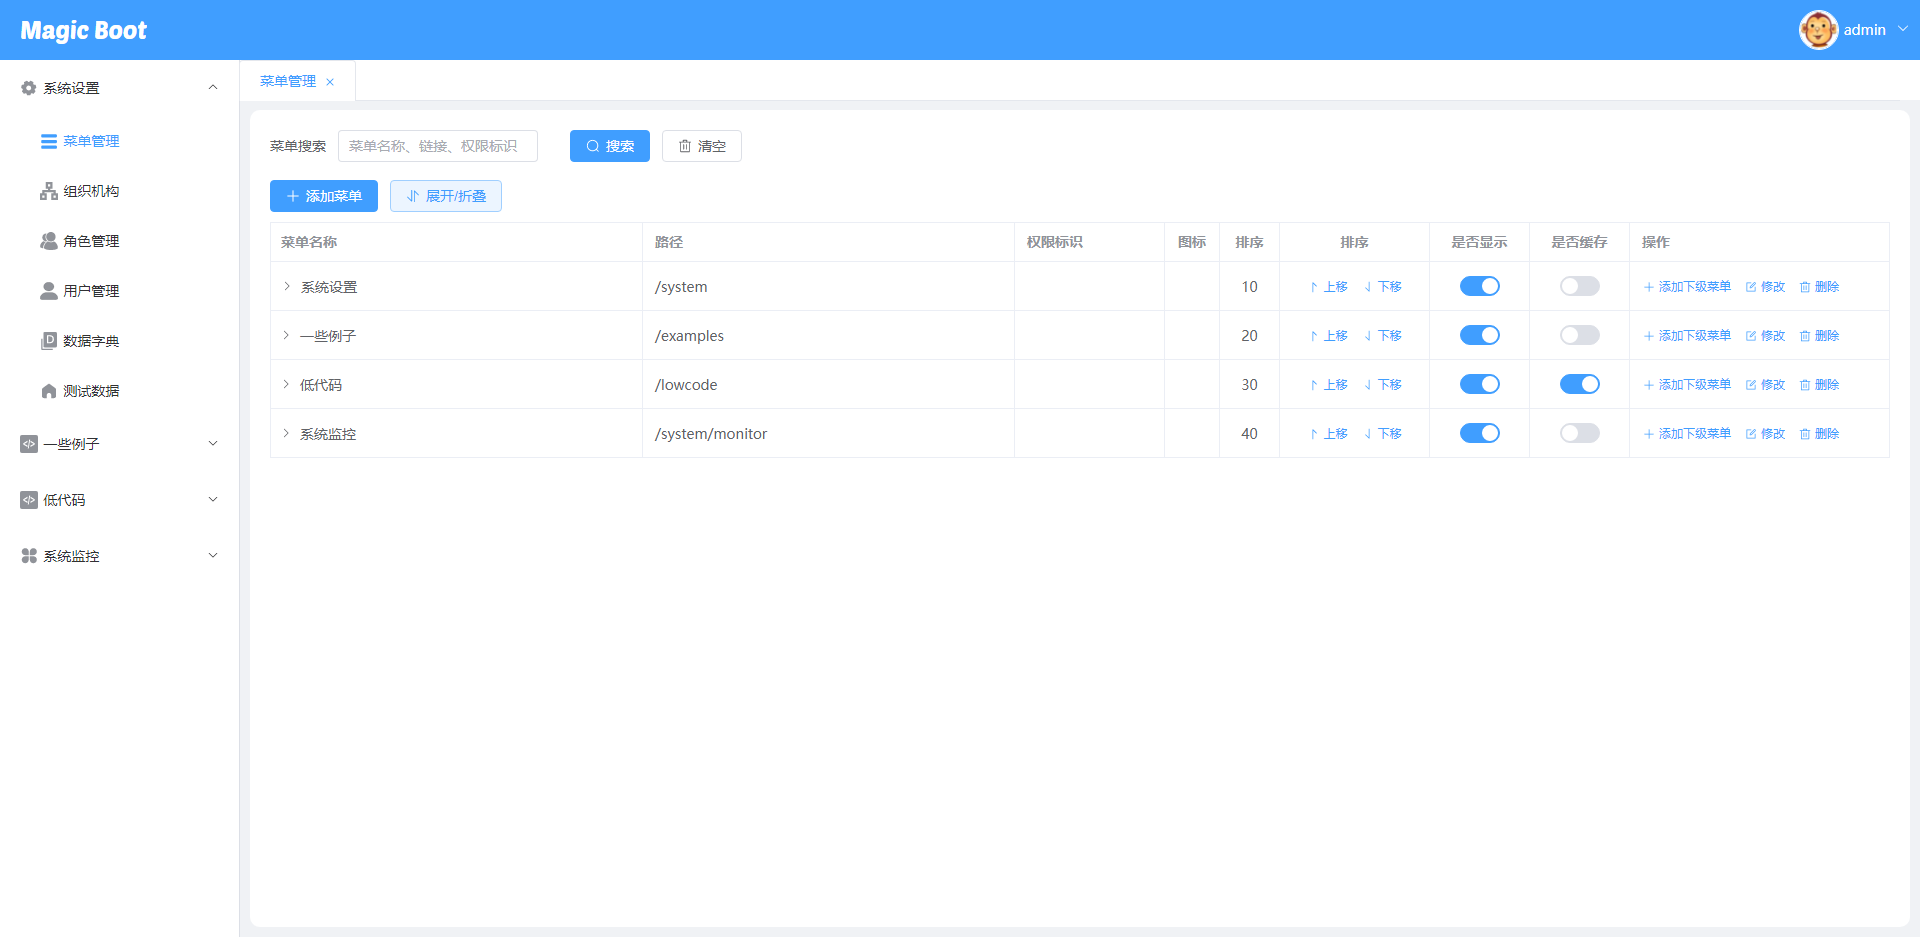 Magic Boot
admin
系统设置
菜单管理
组织机构
角色管理
用户管理
数据字典
测试数据
一些例子
低代码
系统监控
菜单管理
菜单搜索 菜单名称、链接、权限标识 搜索 清空
添加菜单 展开/折叠
菜单名称 路径 权限标识 图标 排序 排序 是否显示 是否缓存 操作
系统设置 /system 10 上移 下移 添加下级菜单 修改 删除
一些例子 /examples 20 上移 下移 添加下级菜单 修改 删除
低代码 /lowcode 30 上移 下移 添加下级菜单 修改 删除
系统监控 /system/monitor 40 上移 下移 添加下级菜单 修改 删除